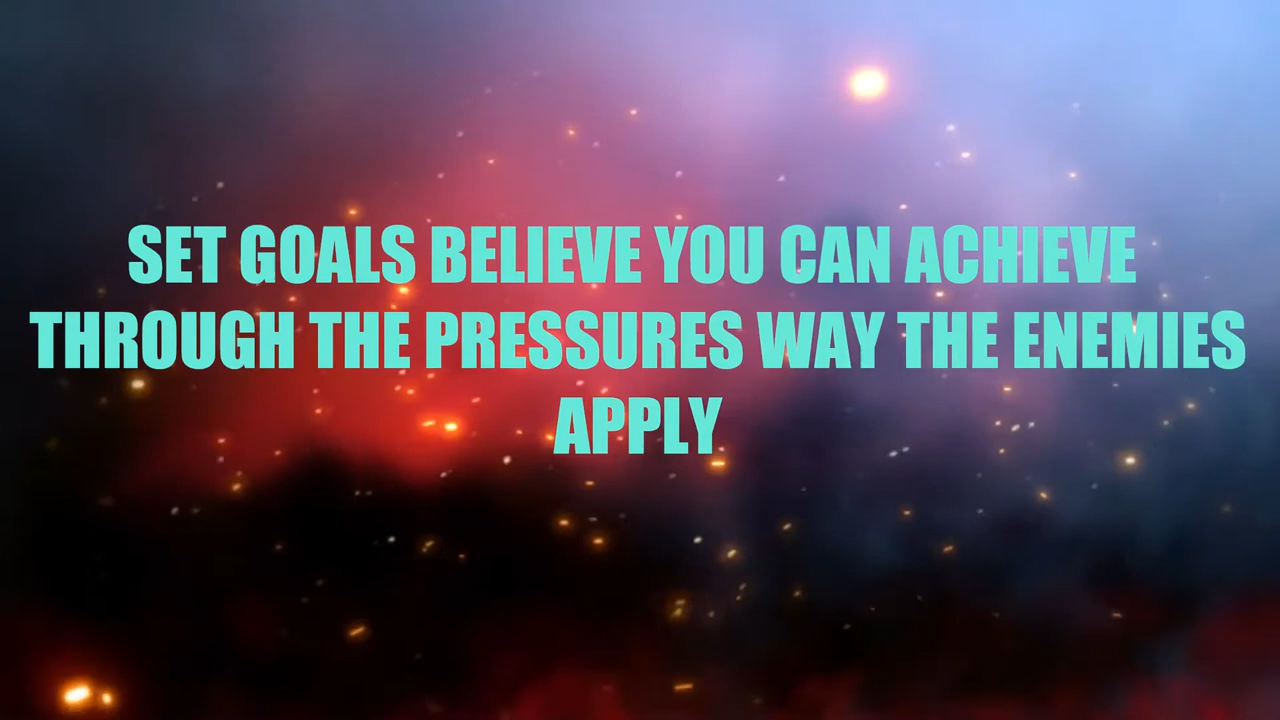 SET GOALS BELIEVE YOU CAN ACHIEVE
THROUGH THE PRESSURES WAY THE ENEMIES
APPLY